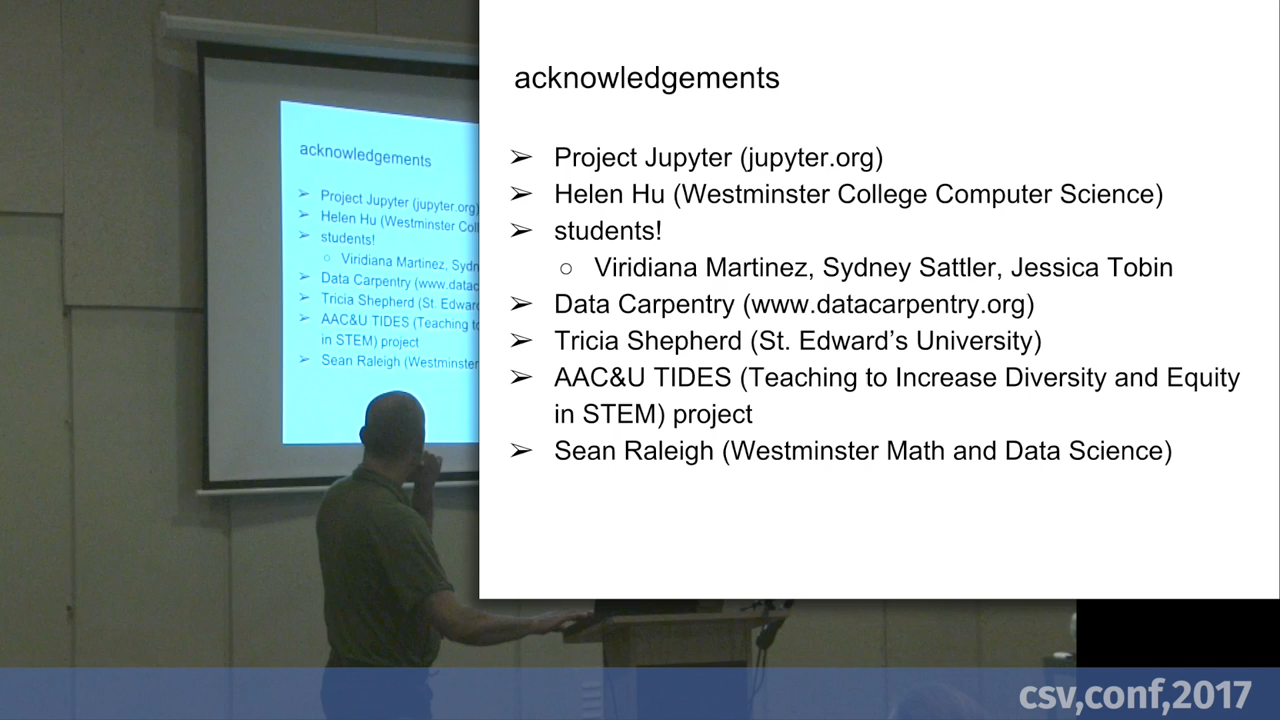 acknowledgements
Project Jupyter (jupyter.org)
Helen Hu (Westminster Coll
students!
Viridiana Martinez, Sydn
Data Carpentry (www.datac
Tricia Shepherd (St. Edwar
AAC&U TIDES (Teaching to
in STEM) project
Sean Raleigh (Westminster
acknowledgements
➢ Project Jupyter (jupyter.org)
➢ Helen Hu (Westminster College Computer Science)
➢ students!
○ Viridiana Martinez, Sydney Sattler, Jessica Tobin
➢ Data Carpentry (www.datacarpentry.org)
➢ Tricia Shepherd (St. Edward's University)
➢ AAC&U TIDES (Teaching to Increase Diversity and Equity
in STEM) project
➢ Sean Raleigh (Westminster Math and Data Science)
csv,conf,2017